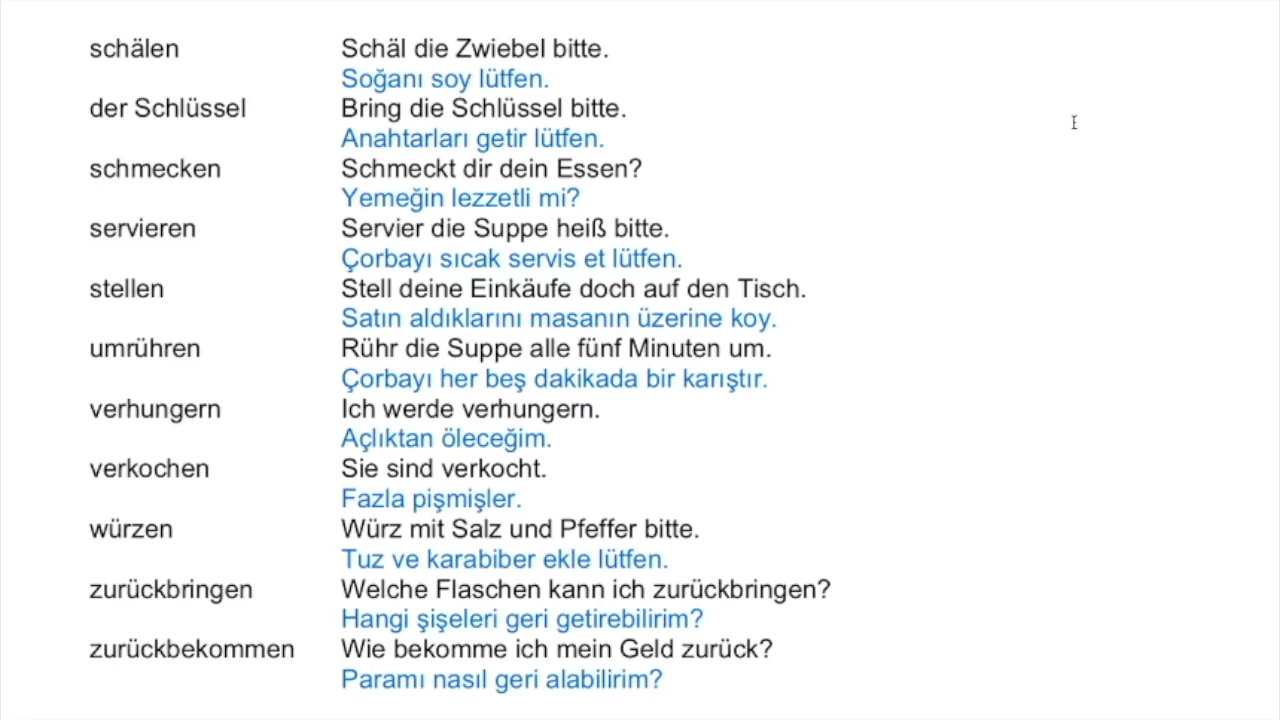 schälen Schäl die Zwiebel bitte.
Soğanı soy lütfen.
der Schlüssel Bring die Schlüssel bitte.
Anahtarları getir lütfen.
schmecken Schmeckt dir dein Essen?
Yemeğin lezzetli mi?
servieren Servier die Suppe heiß bitte.
Çorbayı sıcak servis et lütfen.
stellen Stell deine Einkäufe doch auf den Tisch.
Satın aldıklarını masanın üzerine koy.
umrühren Rühr die Suppe alle fünf Minuten um.
Çorbayı her beş dakikada bir karıştır.
verhungern Ich werde verhungern.
Açlıktan öleceğim.
verkochen Sie sind verkocht.
Fazla pişmişler.
würzen Würz mit Salz und Pfeffer bitte.
Tuz ve karabiber ekle lütfen.
zurückbringen Welche Flaschen kann ich zurückbringen?
Hangi şişeleri geri getirebilirim?
zurückbekommen Wie bekomme ich mein Geld zurück?
Paramı nasıl geri alabilirim?